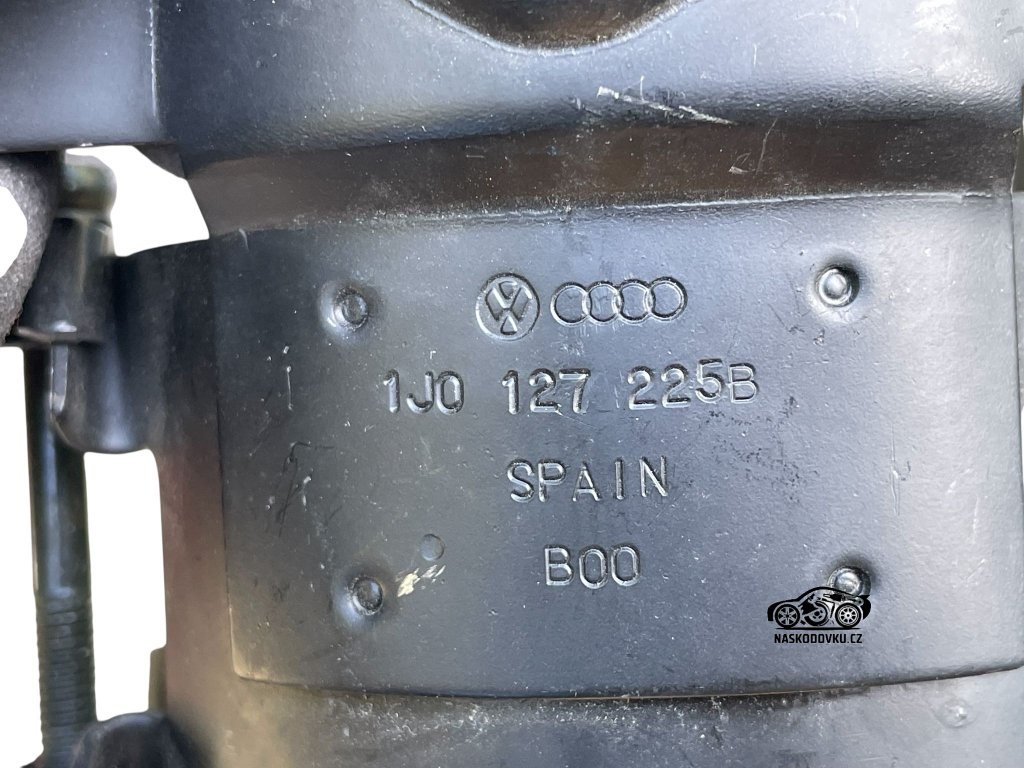 1J0 127 225B
SPAIN
B00
NASKODOVKU.CZ